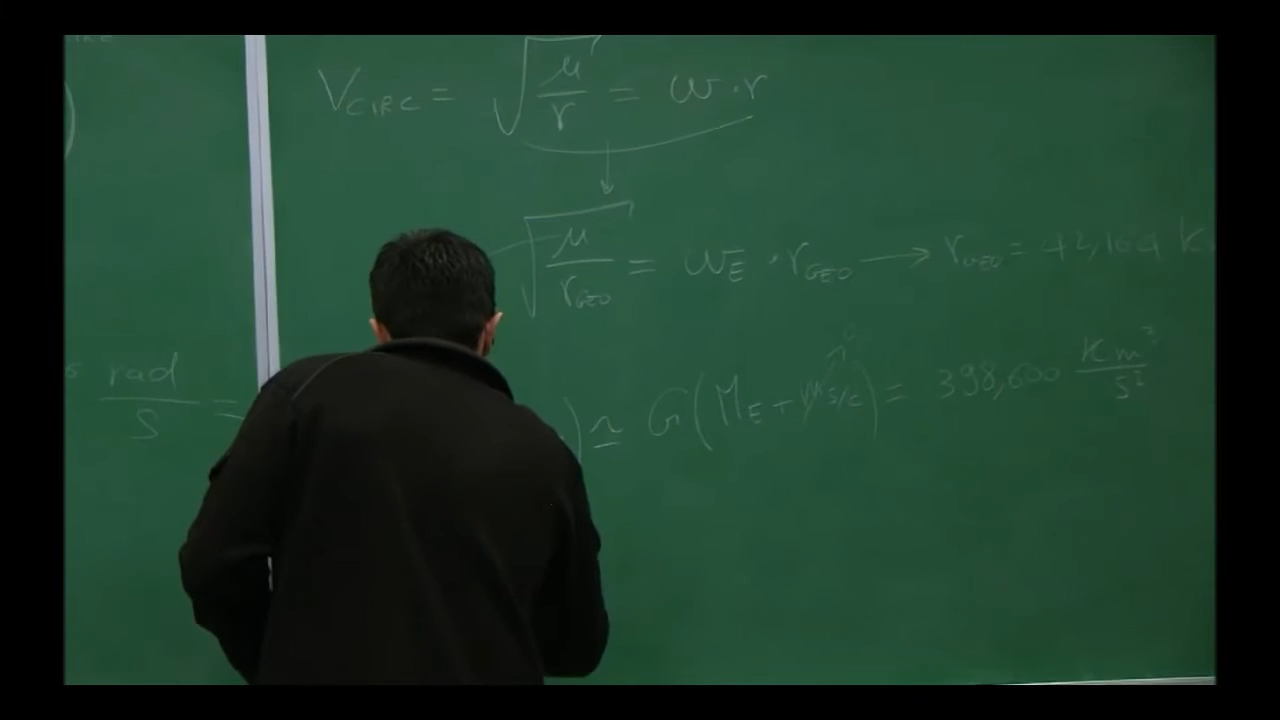 V_CIRC = √(μ/r) = ω · r
√(μ/r_GEO) = ω_E · r_GEO → r_GEO = 42,164 K
rad/s =
) ≃ G(M_E + m_S/C) = 398,600 Km³/s²